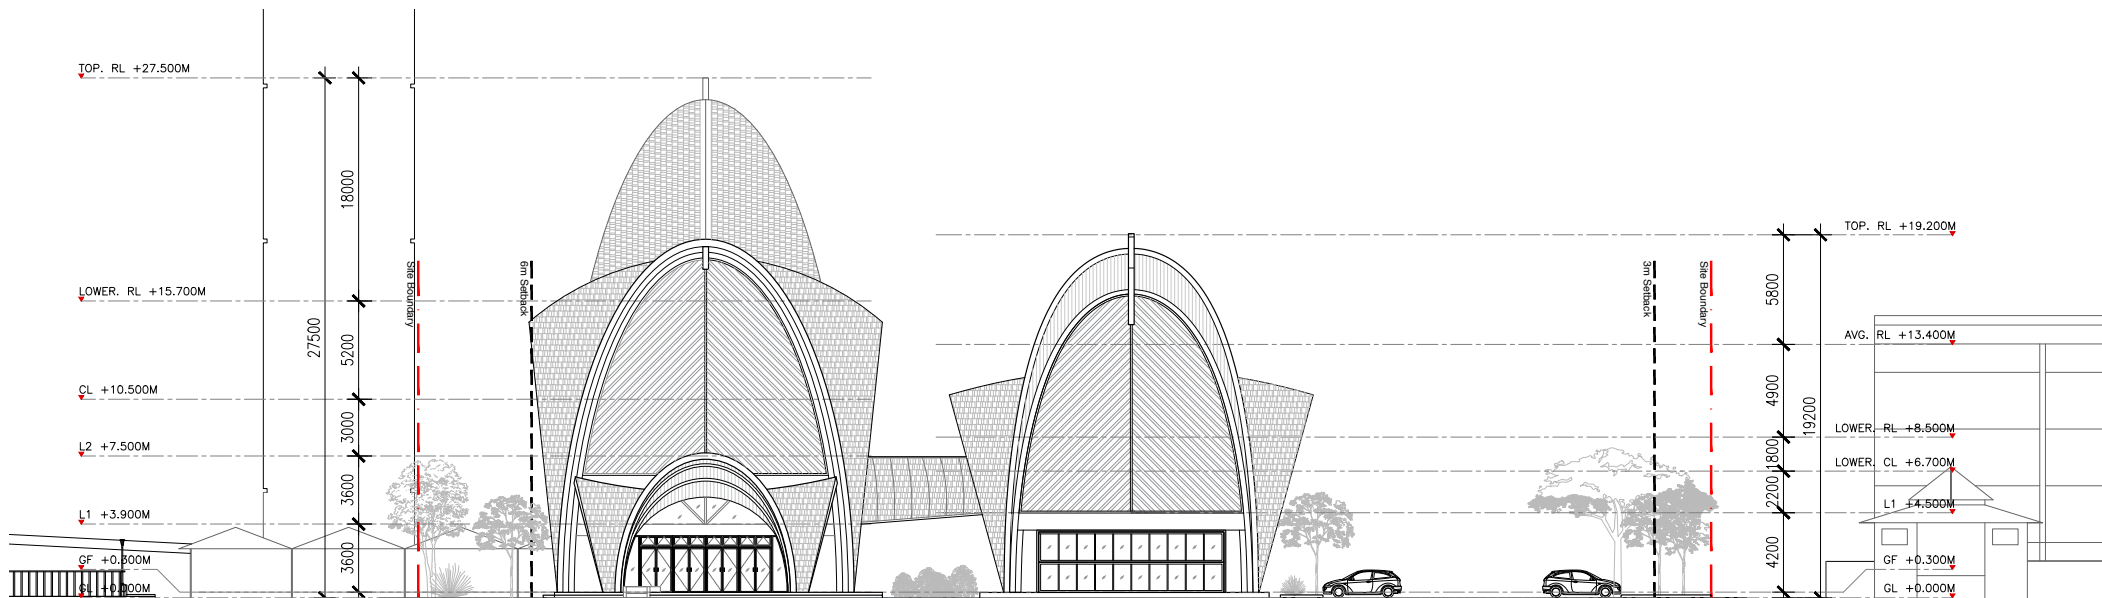 TOP. RL +27.500M
LOWER. RL +15.700M
CL +10.500M
L2 +7.500M
L1 +3.900M
GF +0.300M
GL +0.000M
27500
18000
5200
3000
3600
3600
Site Boundary
6m Setback
3m Setback
Site Boundary
5800
4900
1800
2200
4200
19200
TOP. RL +19.200M
AVG. RL +13.400M
LOWER. RL +8.500M
LOWER. CL +6.700M
L1 +4.500M
GF +0.300M
GL +0.000M